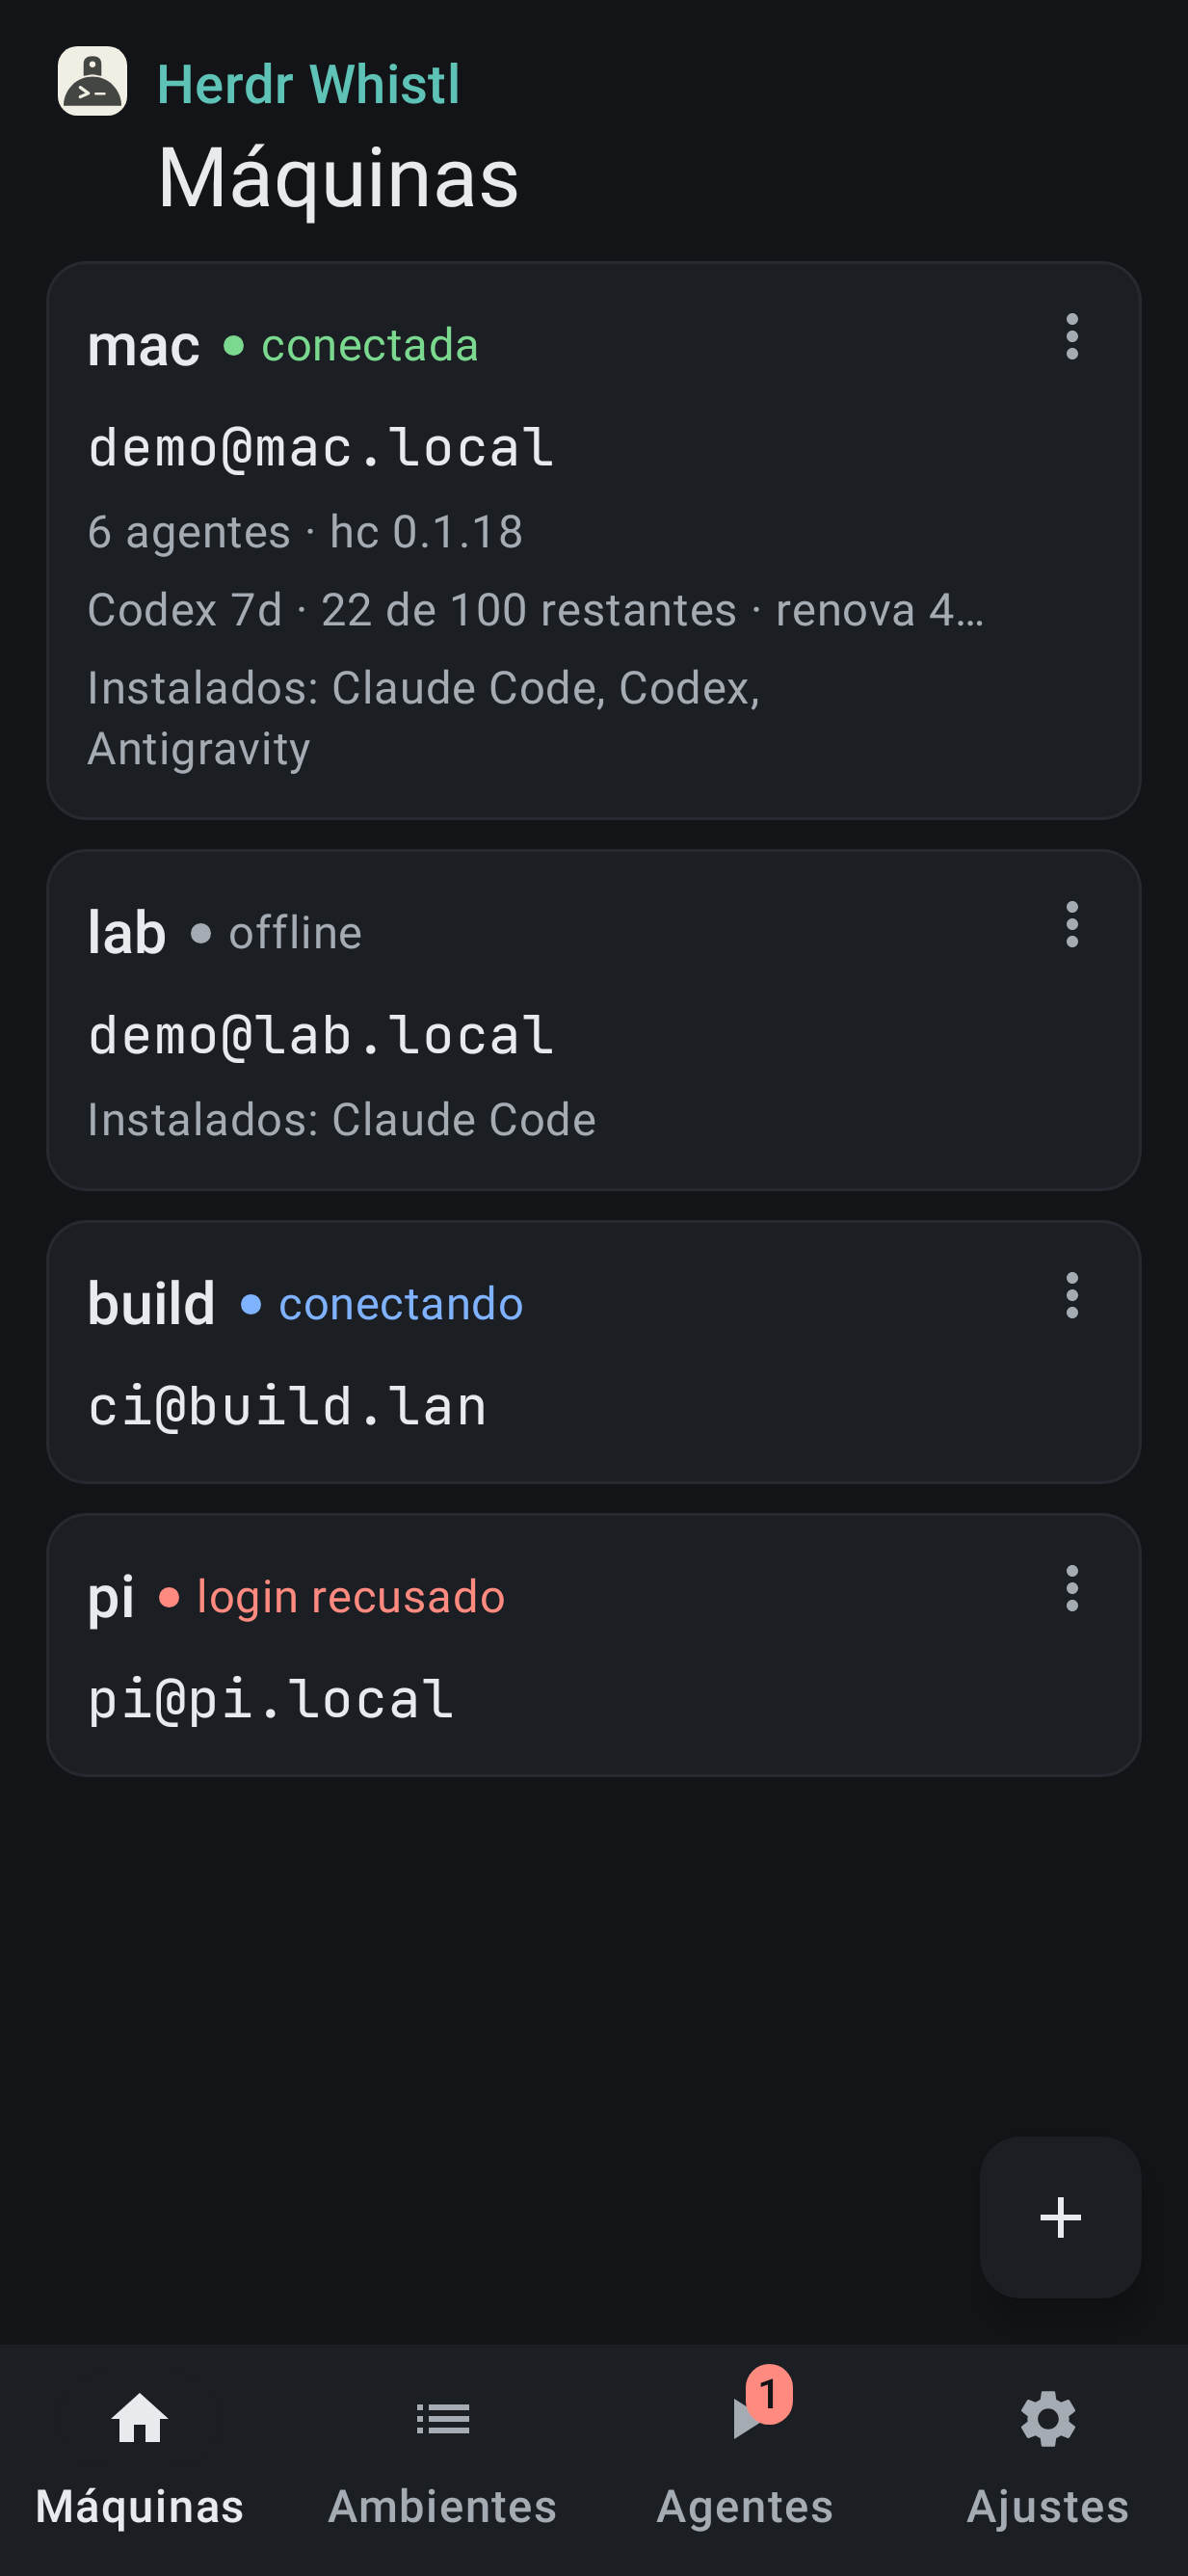 >-
Herdr Whistl
Máquinas
mac • conectada
demo@mac.local
6 agentes · hc 0.1.18
Codex 7d · 22 de 100 restantes · renova 4…
Instalados: Claude Code, Codex,
Antigravity
lab • offline
demo@lab.local
Instalados: Claude Code
build • conectando
ci@build.lan
pi • login recusado
pi@pi.local
1
Máquinas
Ambientes
Agentes
Ajustes